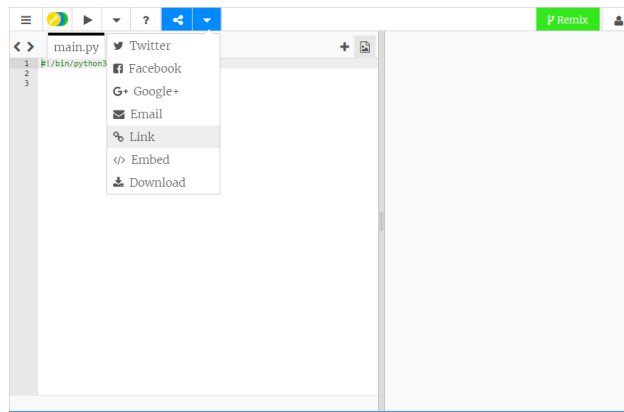 ?
Remix
main.py
Twitter
1 #!/bin/python3
Facebook
2
3
G+ Google+
Email
Link
</> Embed
Download